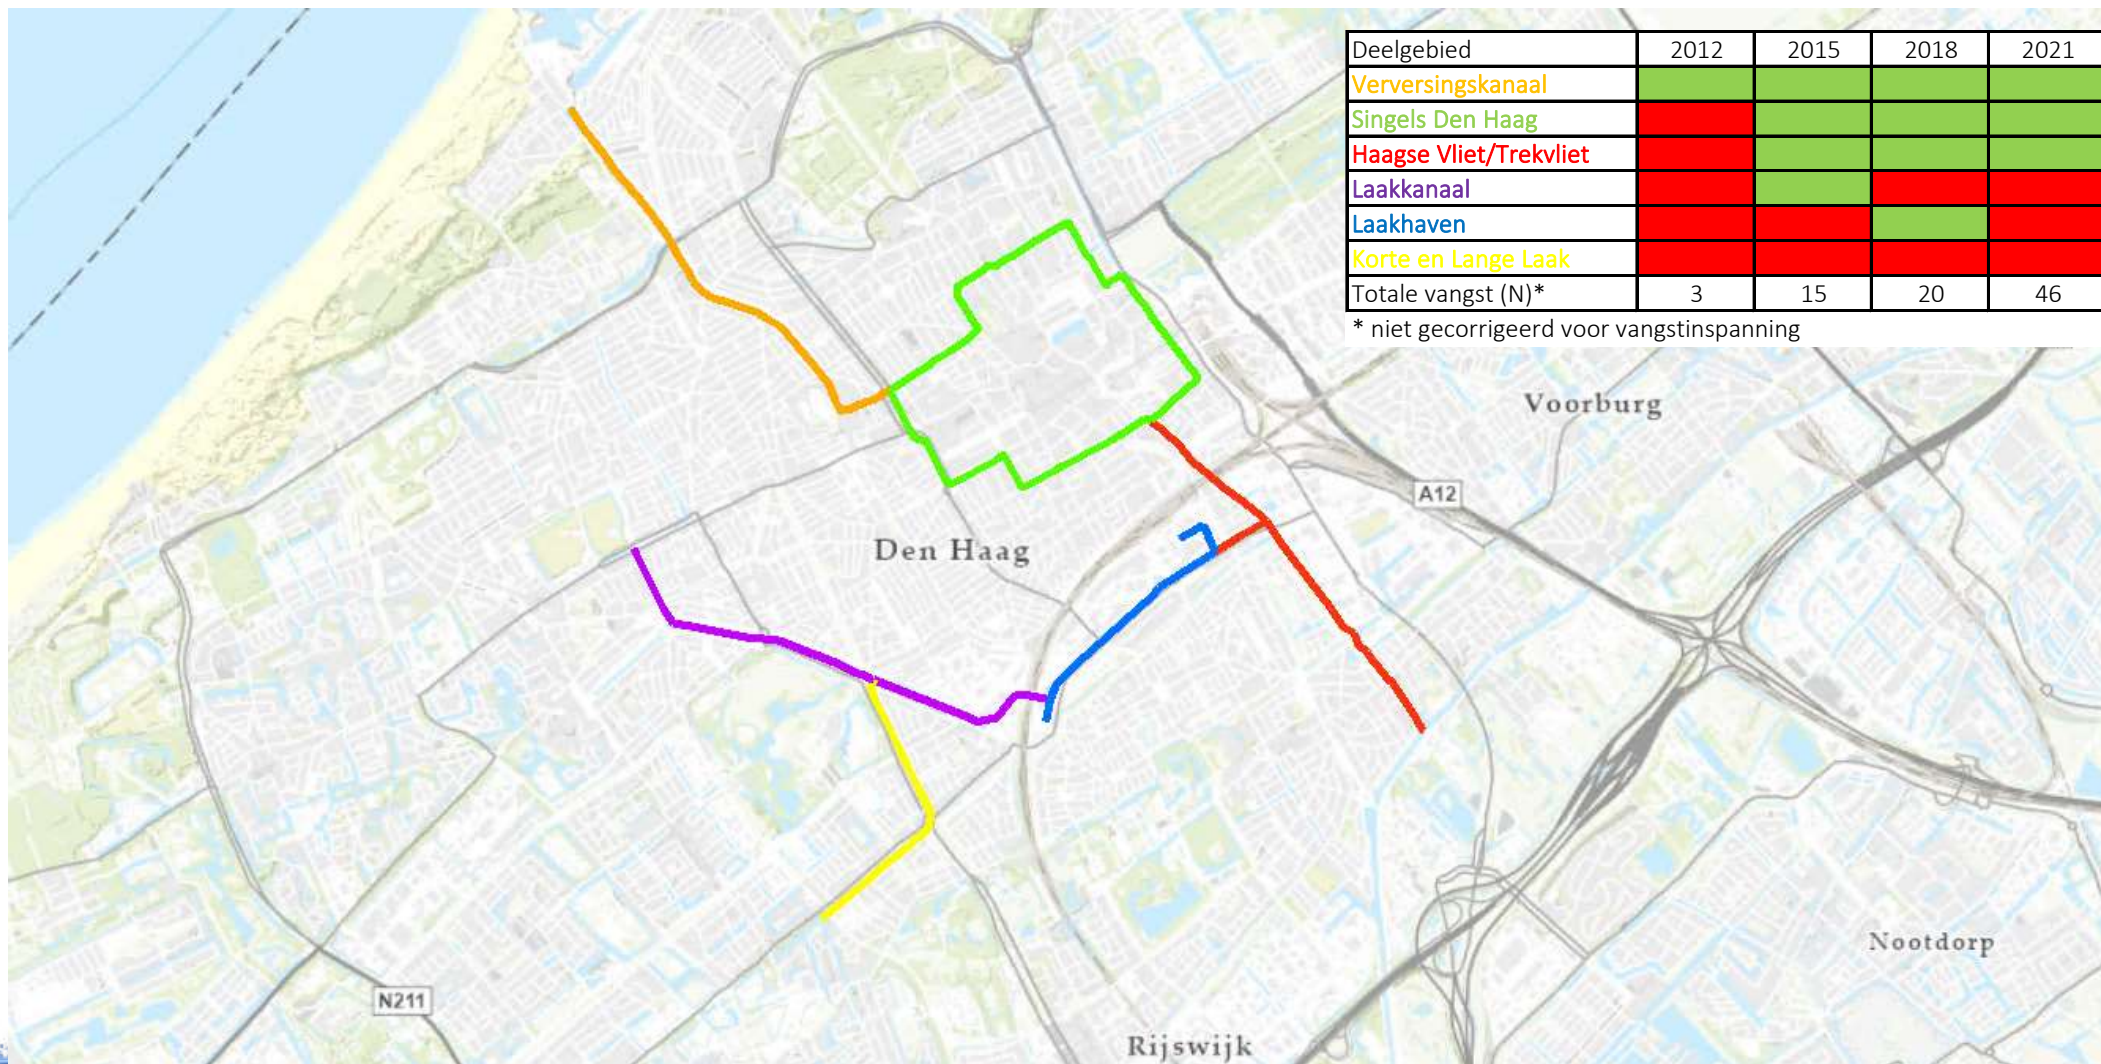 Deelgebied 2012 2015 2018 2021
Verversingskanaal
Singels Den Haag
Haagse Vliet/Trekvliet
Laakkanaal
Laakhaven
Korte en Lange Laak
Totale vangst (N)* 3 15 20 46
* niet gecorrigeerd voor vangstinspanning
Voorburg
A12
Den Haag
Nootdorp
N211
Rijswijk